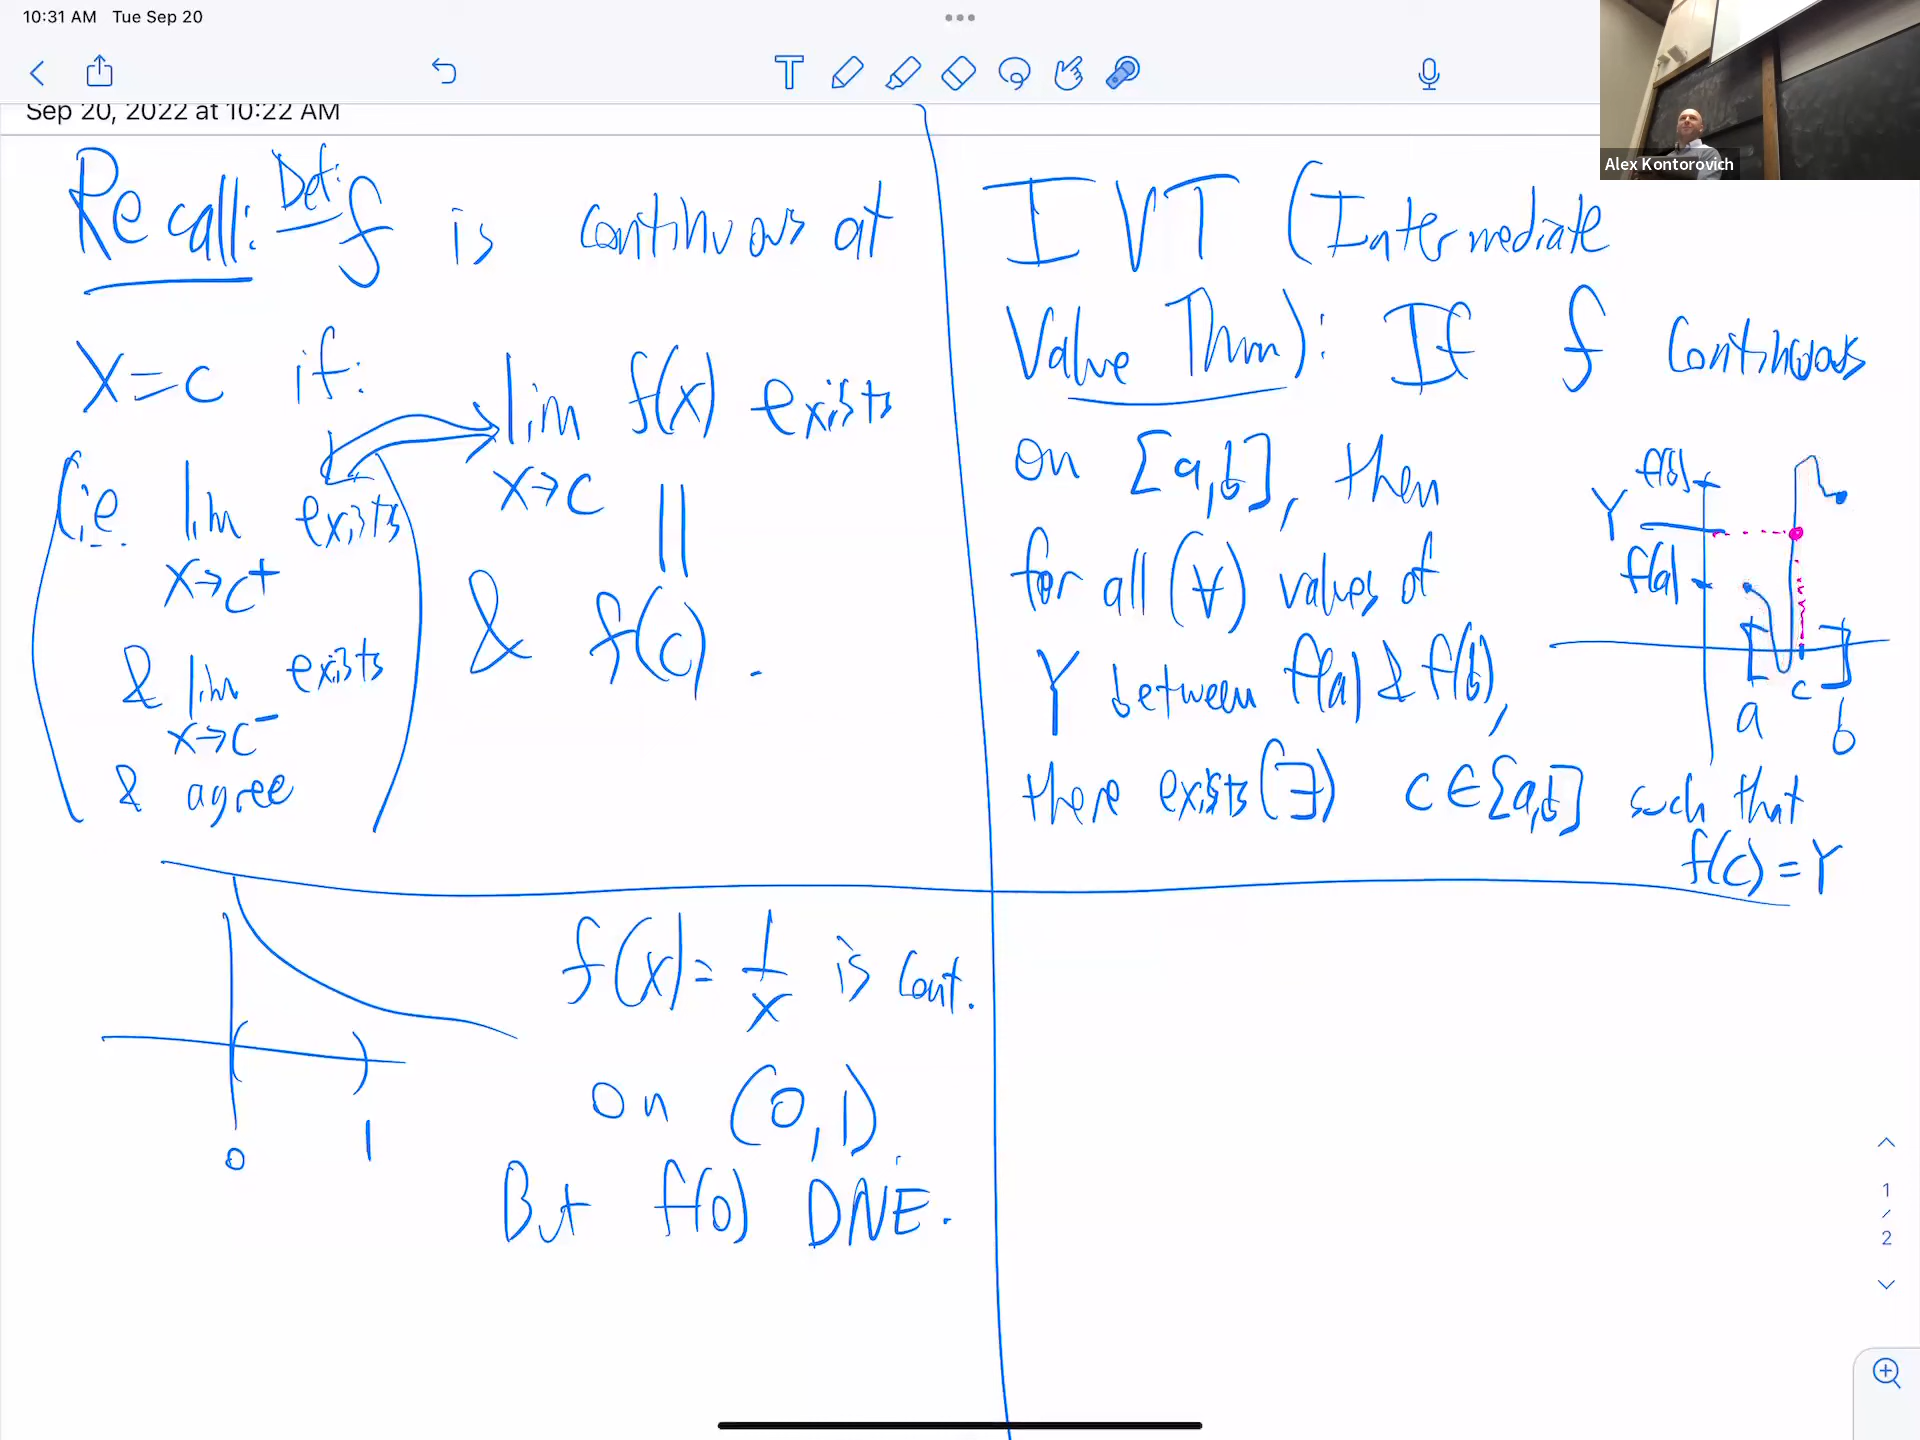 10:31 AM Tue Sep 20
Sep 20, 2022 at 10:22 AM
Alex Kontorovich
Recall: Def: f is continuous at
x=c if:
lim f(x) exists
x→c
||
& f(c).
(i.e. lim exists
x→c⁺
& lim exists
x→c⁻
& agree)
IVT (Intermediate
Value Thm): If f continuous
on [a,b], then
for all (∀) values of
Y between f(a) & f(b),
there exists (∃) c∈[a,b] such that
f(c)=Y
f(b)
Y
f(a)
c
a
b
f(x)= 1/x is cont.
on (0,1).
But f(0) DNE.
0
1
1
/
2